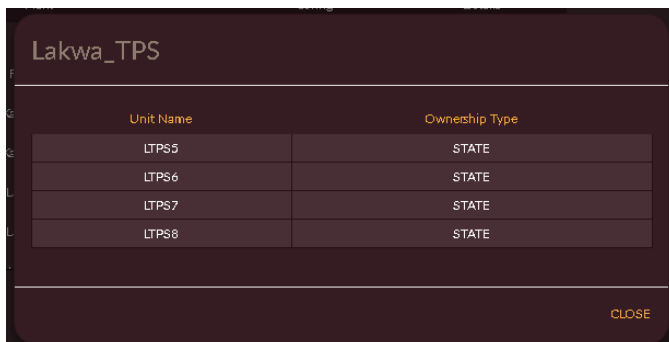 Lakwa_TPS
Unit Name Ownership Type
LTPS5 STATE
LTPS6 STATE
LTPS7 STATE
LTPS8 STATE
CLOSE